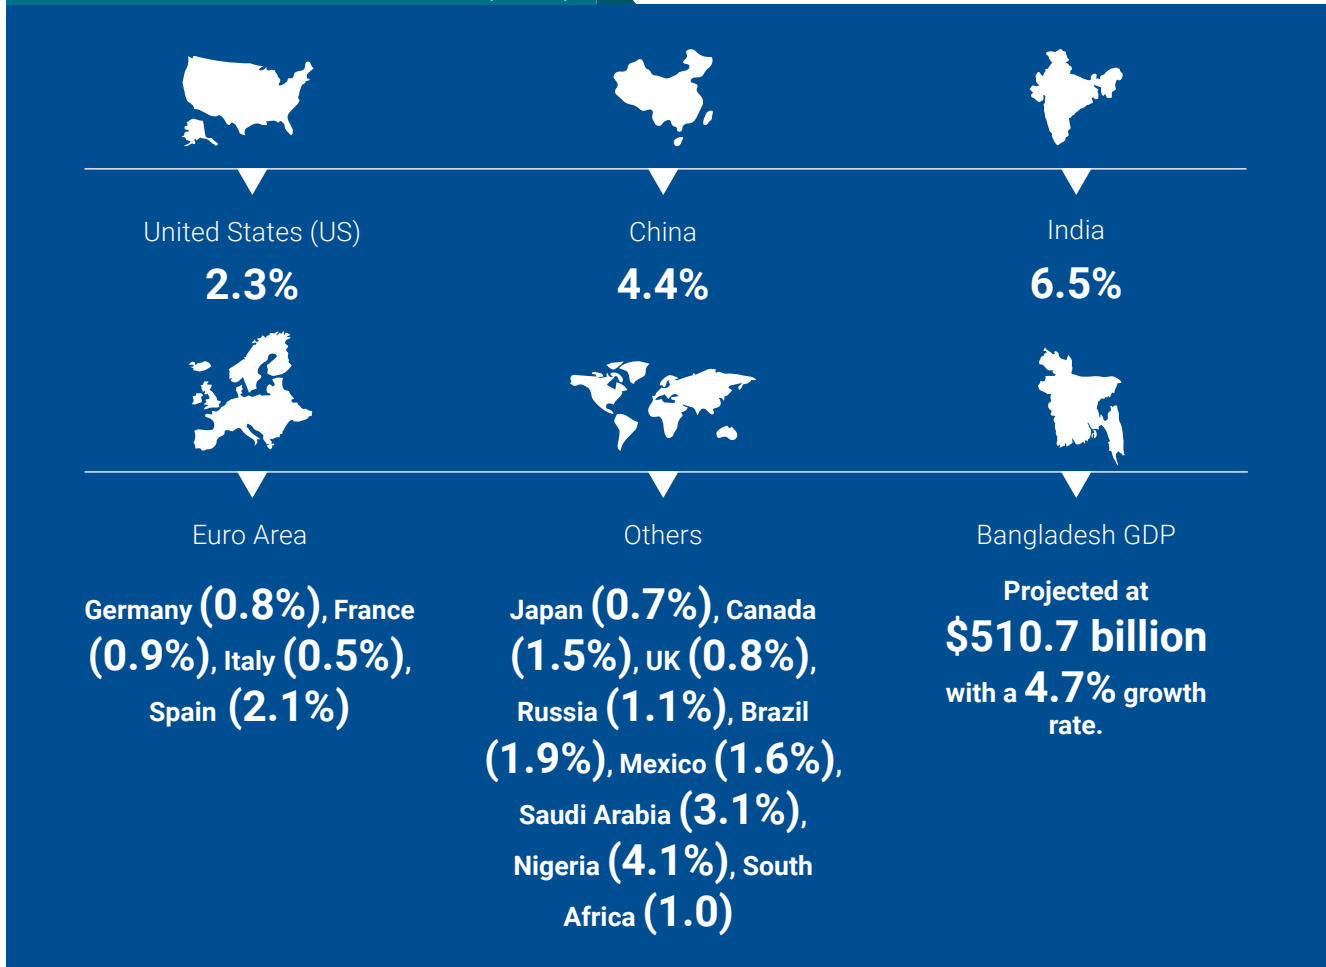 United States (US)
2.3%
China
4.4%
India
6.5%
Euro Area
Germany (0.8%), France
(0.9%), Italy (0.5%),
Spain (2.1%)
Others
Japan (0.7%), Canada
(1.5%), UK (0.8%),
Russia (1.1%), Brazil
(1.9%), Mexico (1.6%),
Saudi Arabia (3.1%),
Nigeria (4.1%), South
Africa (1.0)
Bangladesh GDP
Projected at
$510.7 billion
with a 4.7% growth
rate.